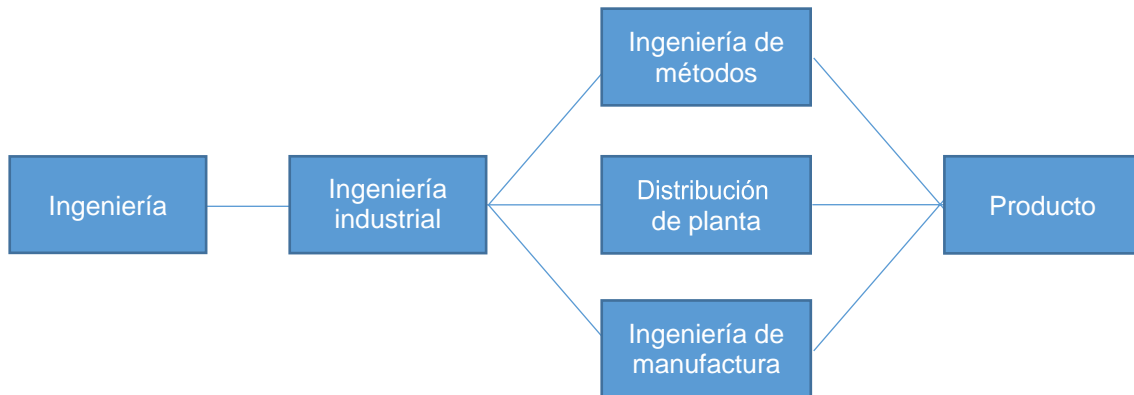 Ingeniería
Ingeniería
industrial
Ingeniería de
métodos
Distribución
de planta
Ingeniería de
manufactura
Producto